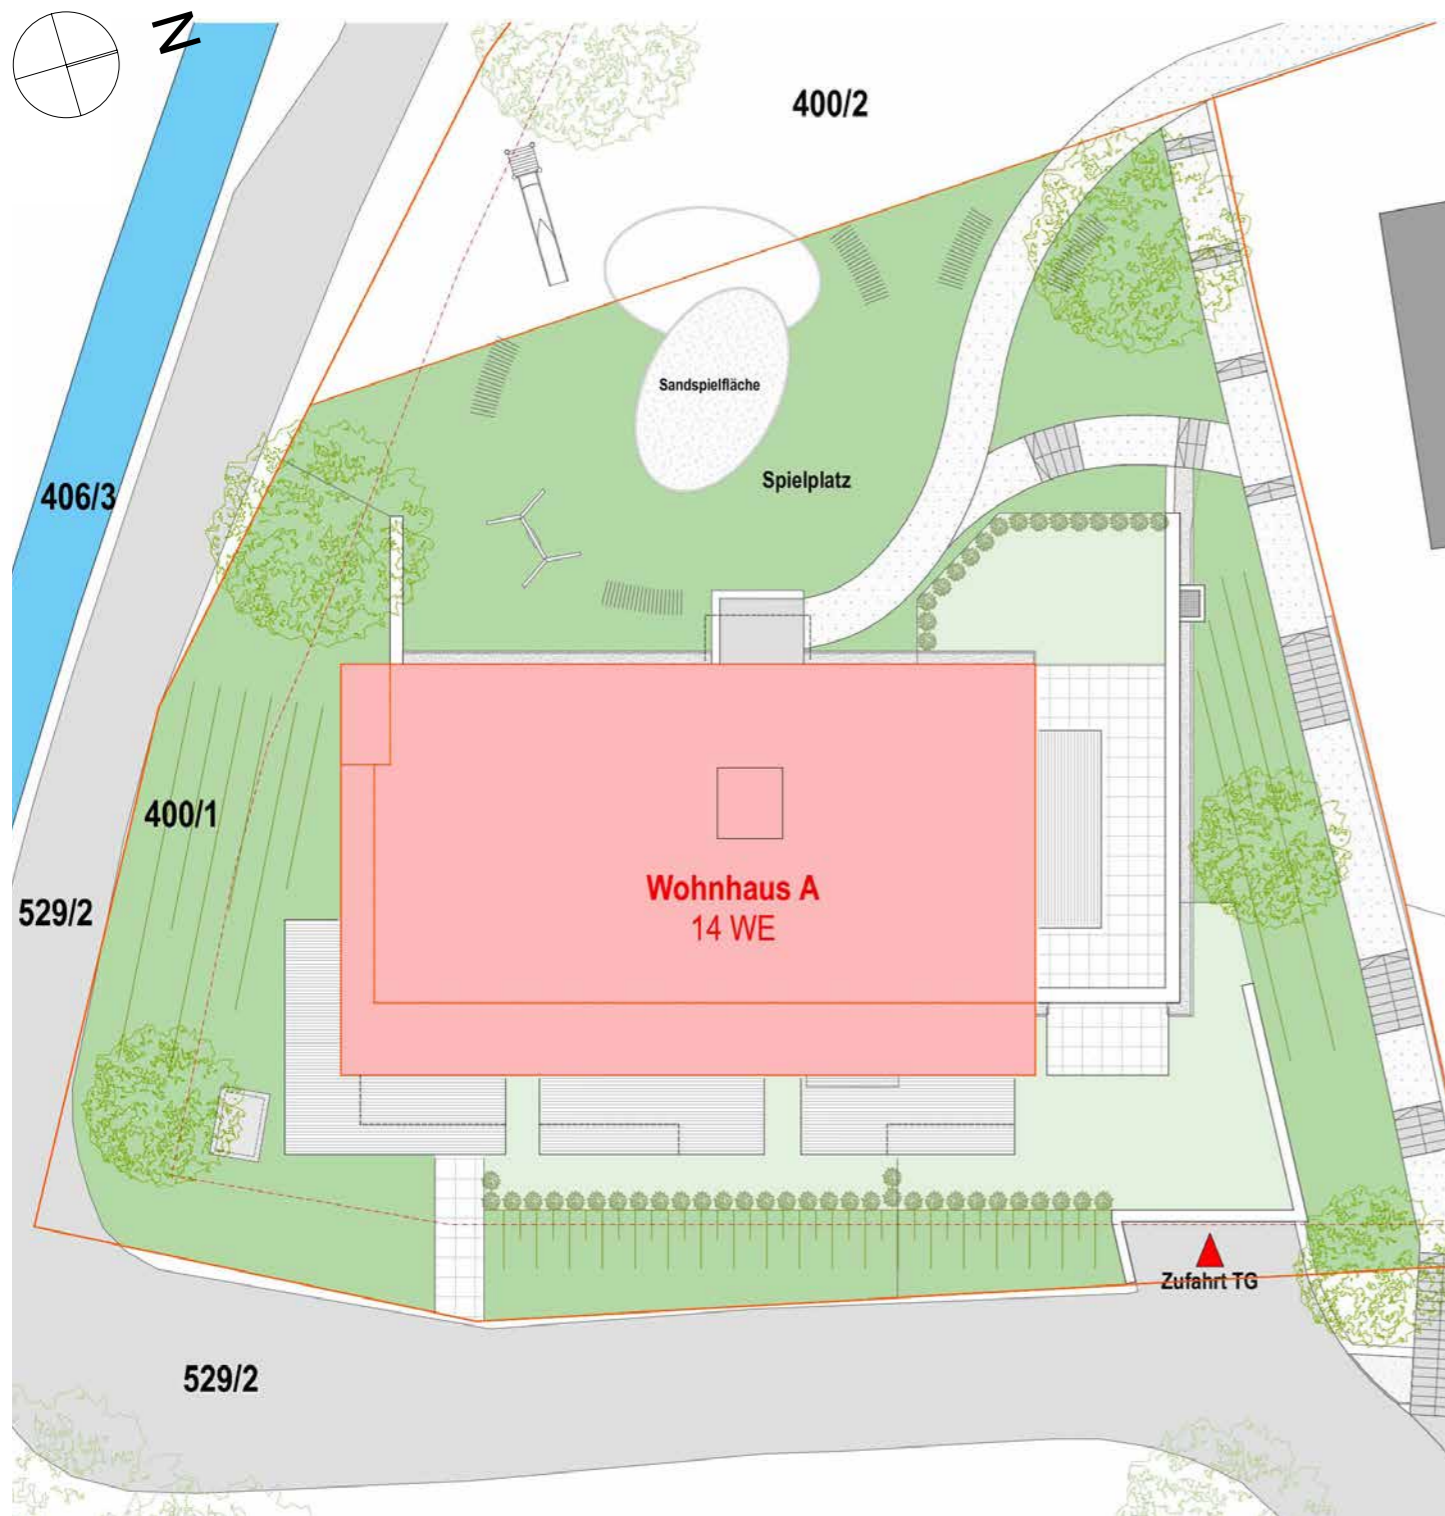 N
400/2
Sandspielfläche
Spielplatz
406/3
400/1
Wohnhaus A
14 WE
529/2
Zufahrt TG
529/2